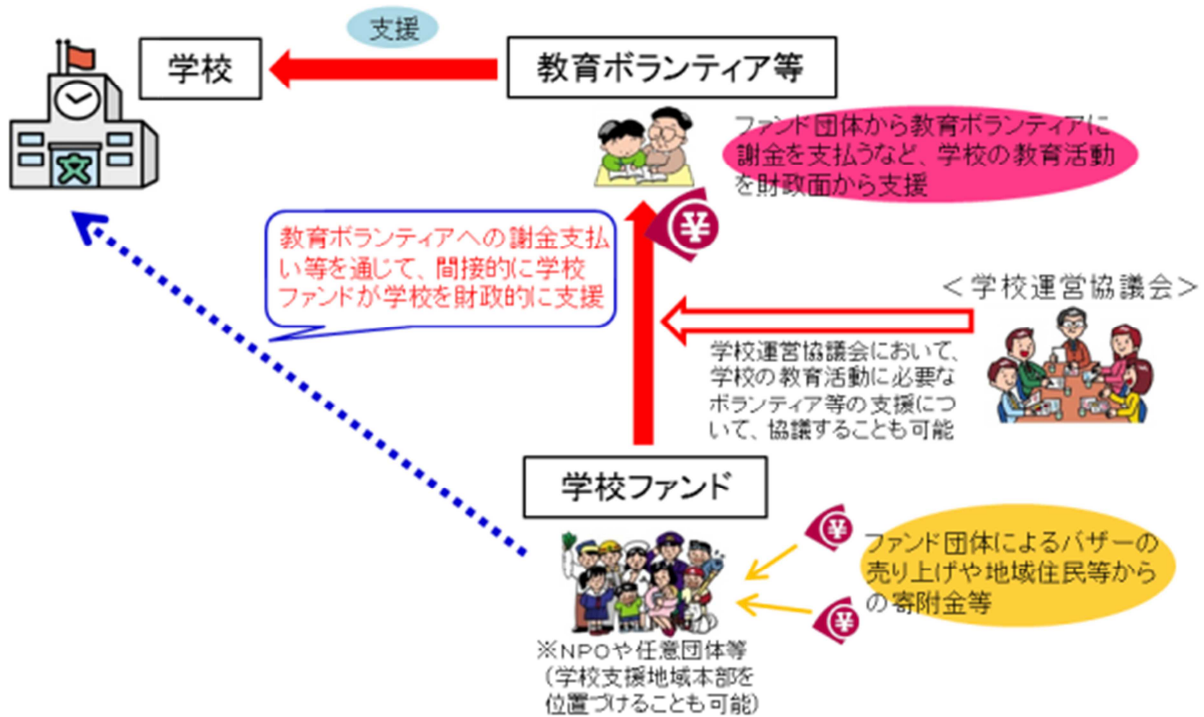 支援
学校
教育ボランティア等
文
ファンド団体から教育ボランティアに
謝金を支払うなど、学校の教育活動
を財政面から支援
¥
教育ボランティアへの謝金支払
い等を通じて、間接的に学校
ファンドが学校を財政的に支援
＜学校運営協議会＞
学校運営協議会において、
学校の教育活動に必要な
ボランティア等の支援につ
いて、協議することも可能
学校ファンド
¥
ファンド団体によるバザーの
売り上げや地域住民等から
の寄附金等
¥
※NPOや任意団体等
（学校支援地域本部を
位置づけることも可能）